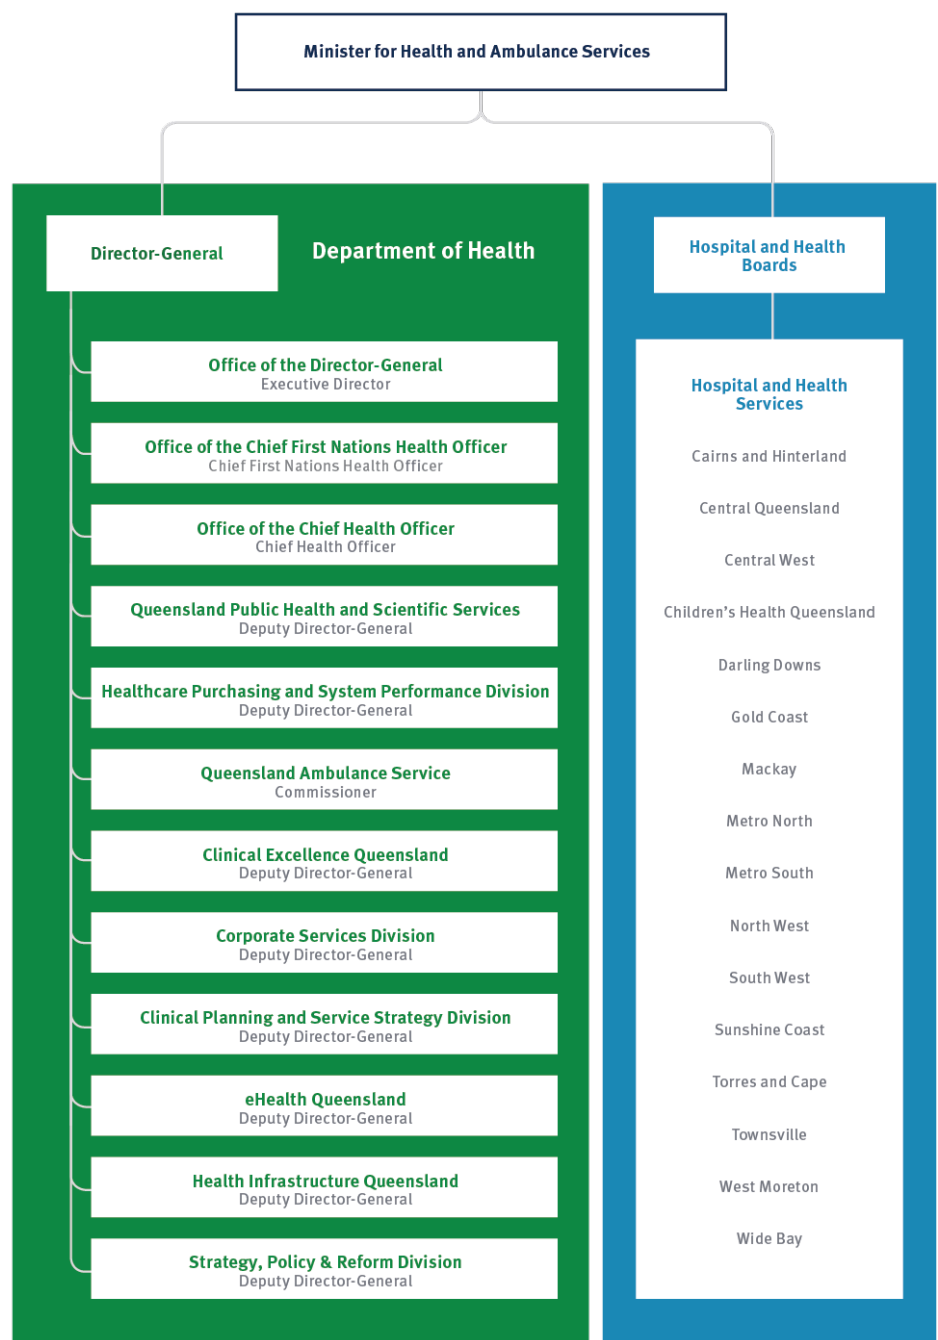 Minister for Health and Ambulance Services
Director-General
Department of Health
Office of the Director-General
Executive Director
Office of the Chief First Nations Health Officer
Chief First Nations Health Officer
Office of the Chief Health Officer
Chief Health Officer
Queensland Public Health and Scientific Services
Deputy Director-General
Healthcare Purchasing and System Performance Division
Deputy Director-General
Queensland Ambulance Service
Commissioner
Clinical Excellence Queensland
Deputy Director-General
Corporate Services Division
Deputy Director-General
Clinical Planning and Service Strategy Division
Deputy Director-General
eHealth Queensland
Deputy Director-General
Health Infrastructure Queensland
Deputy Director-General
Strategy, Policy & Reform Division
Deputy Director-General
Hospital and Health
Boards
Hospital and Health
Services
Cairns and Hinterland
Central Queensland
Central West
Children’s Health Queensland
Darling Downs
Gold Coast
Mackay
Metro North
Metro South
North West
South West
Sunshine Coast
Torres and Cape
Townsville
West Moreton
Wide Bay